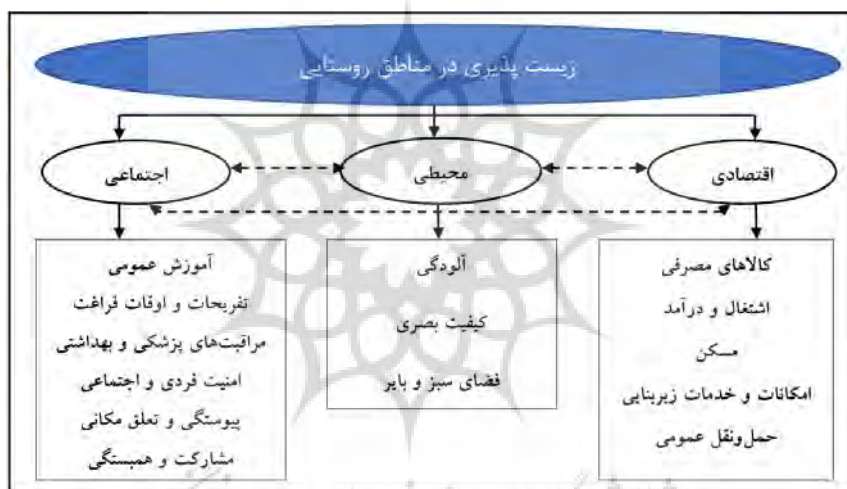 زیست پذیری در مناطق روستایی
اقتصادی
محیطی
اجتماعی
کالاهای مصرفی
اشتغال و درآمد
مسکن
امکانات و خدمات زیربنایی
حمل‌ونقل عمومی
آلودگی
کیفیت بصری
فضای سبز و بایر
آموزش عمومی
تفریحات و اوقات فراغت
مراقبت‌های پزشکی و بهداشتی
امنیت فردی و اجتماعی
پیوستگی و تعلق مکانی
مشارکت و همبستگی